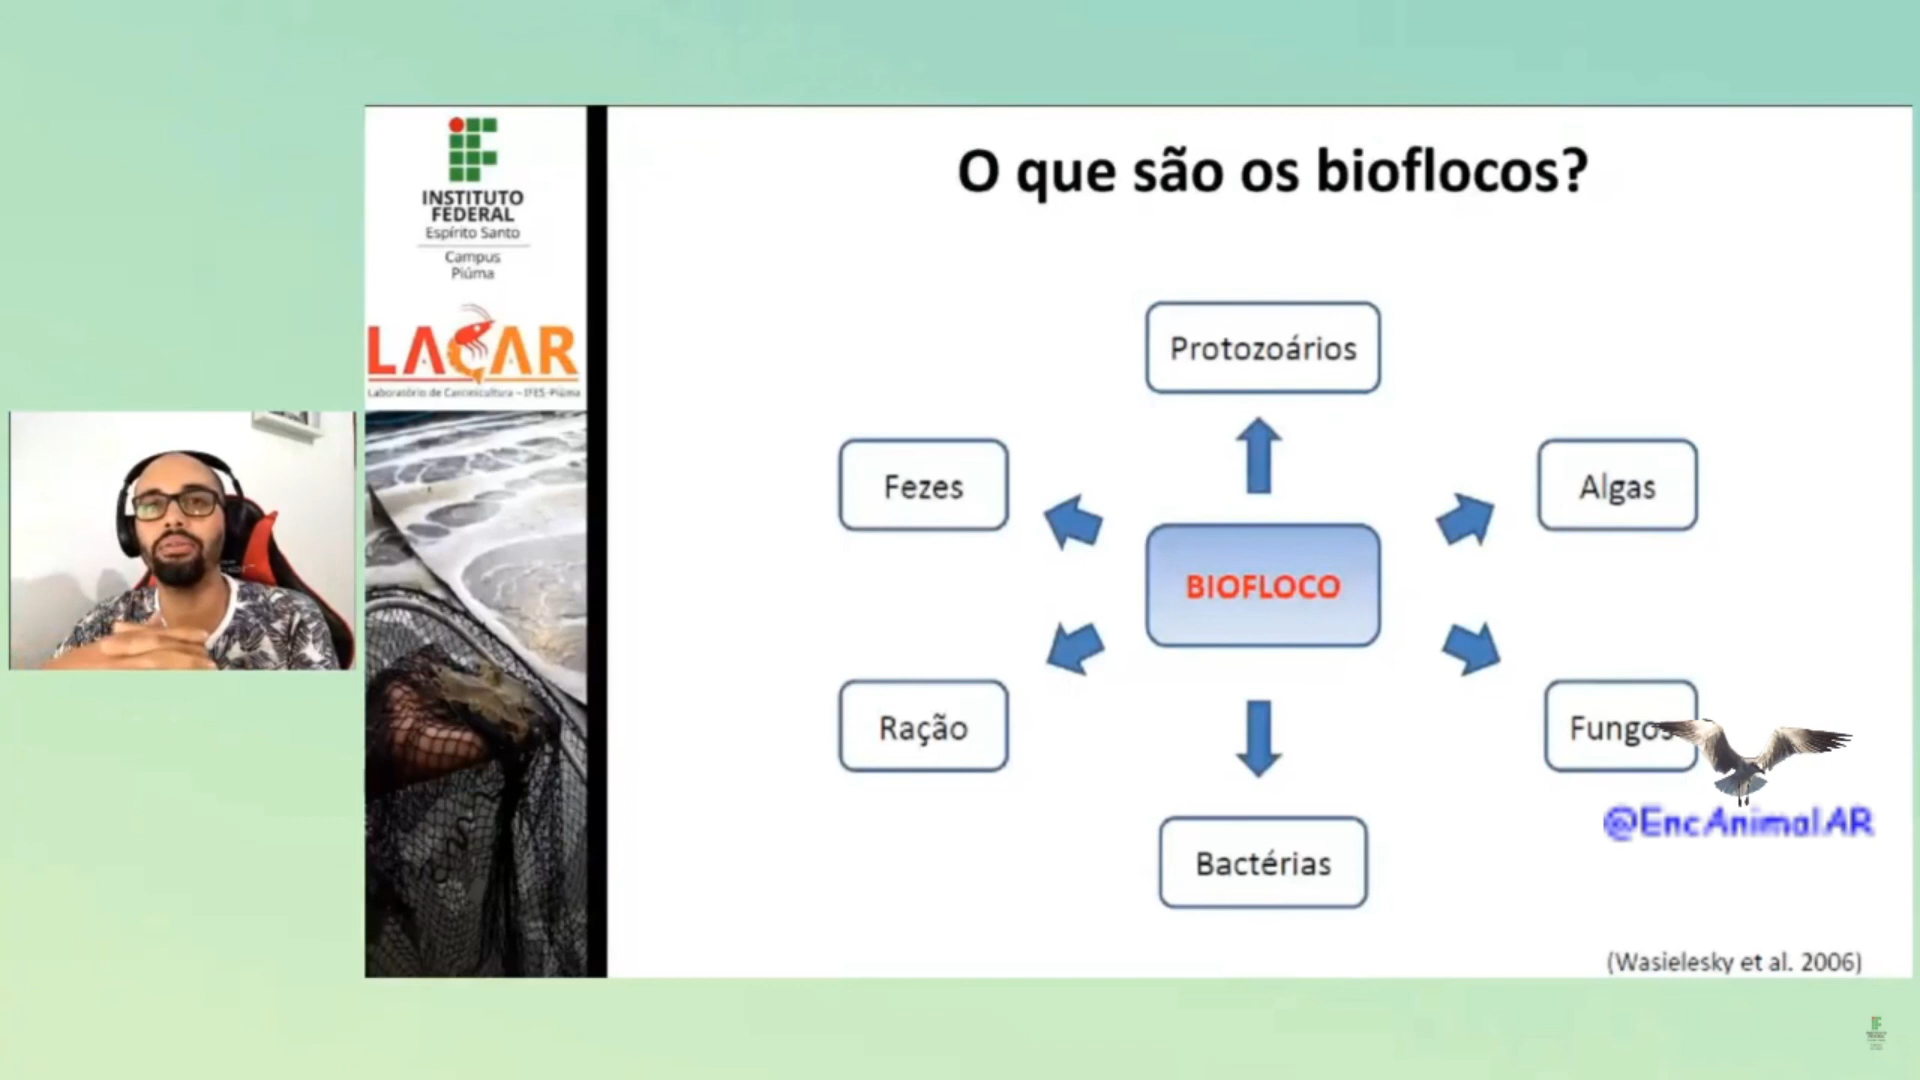 INSTITUTO
FEDERAL
Espírito Santo
Campus
Piúma
LACAR
Laboratório de Carcinicultura – IFES-Piúma
O que são os bioflocos?
Protozoários
Fezes
Algas
BIOFLOCO
Ração
Fungos
Bactérias
@EncAnimalAR
(Wasielesky et al. 2006)